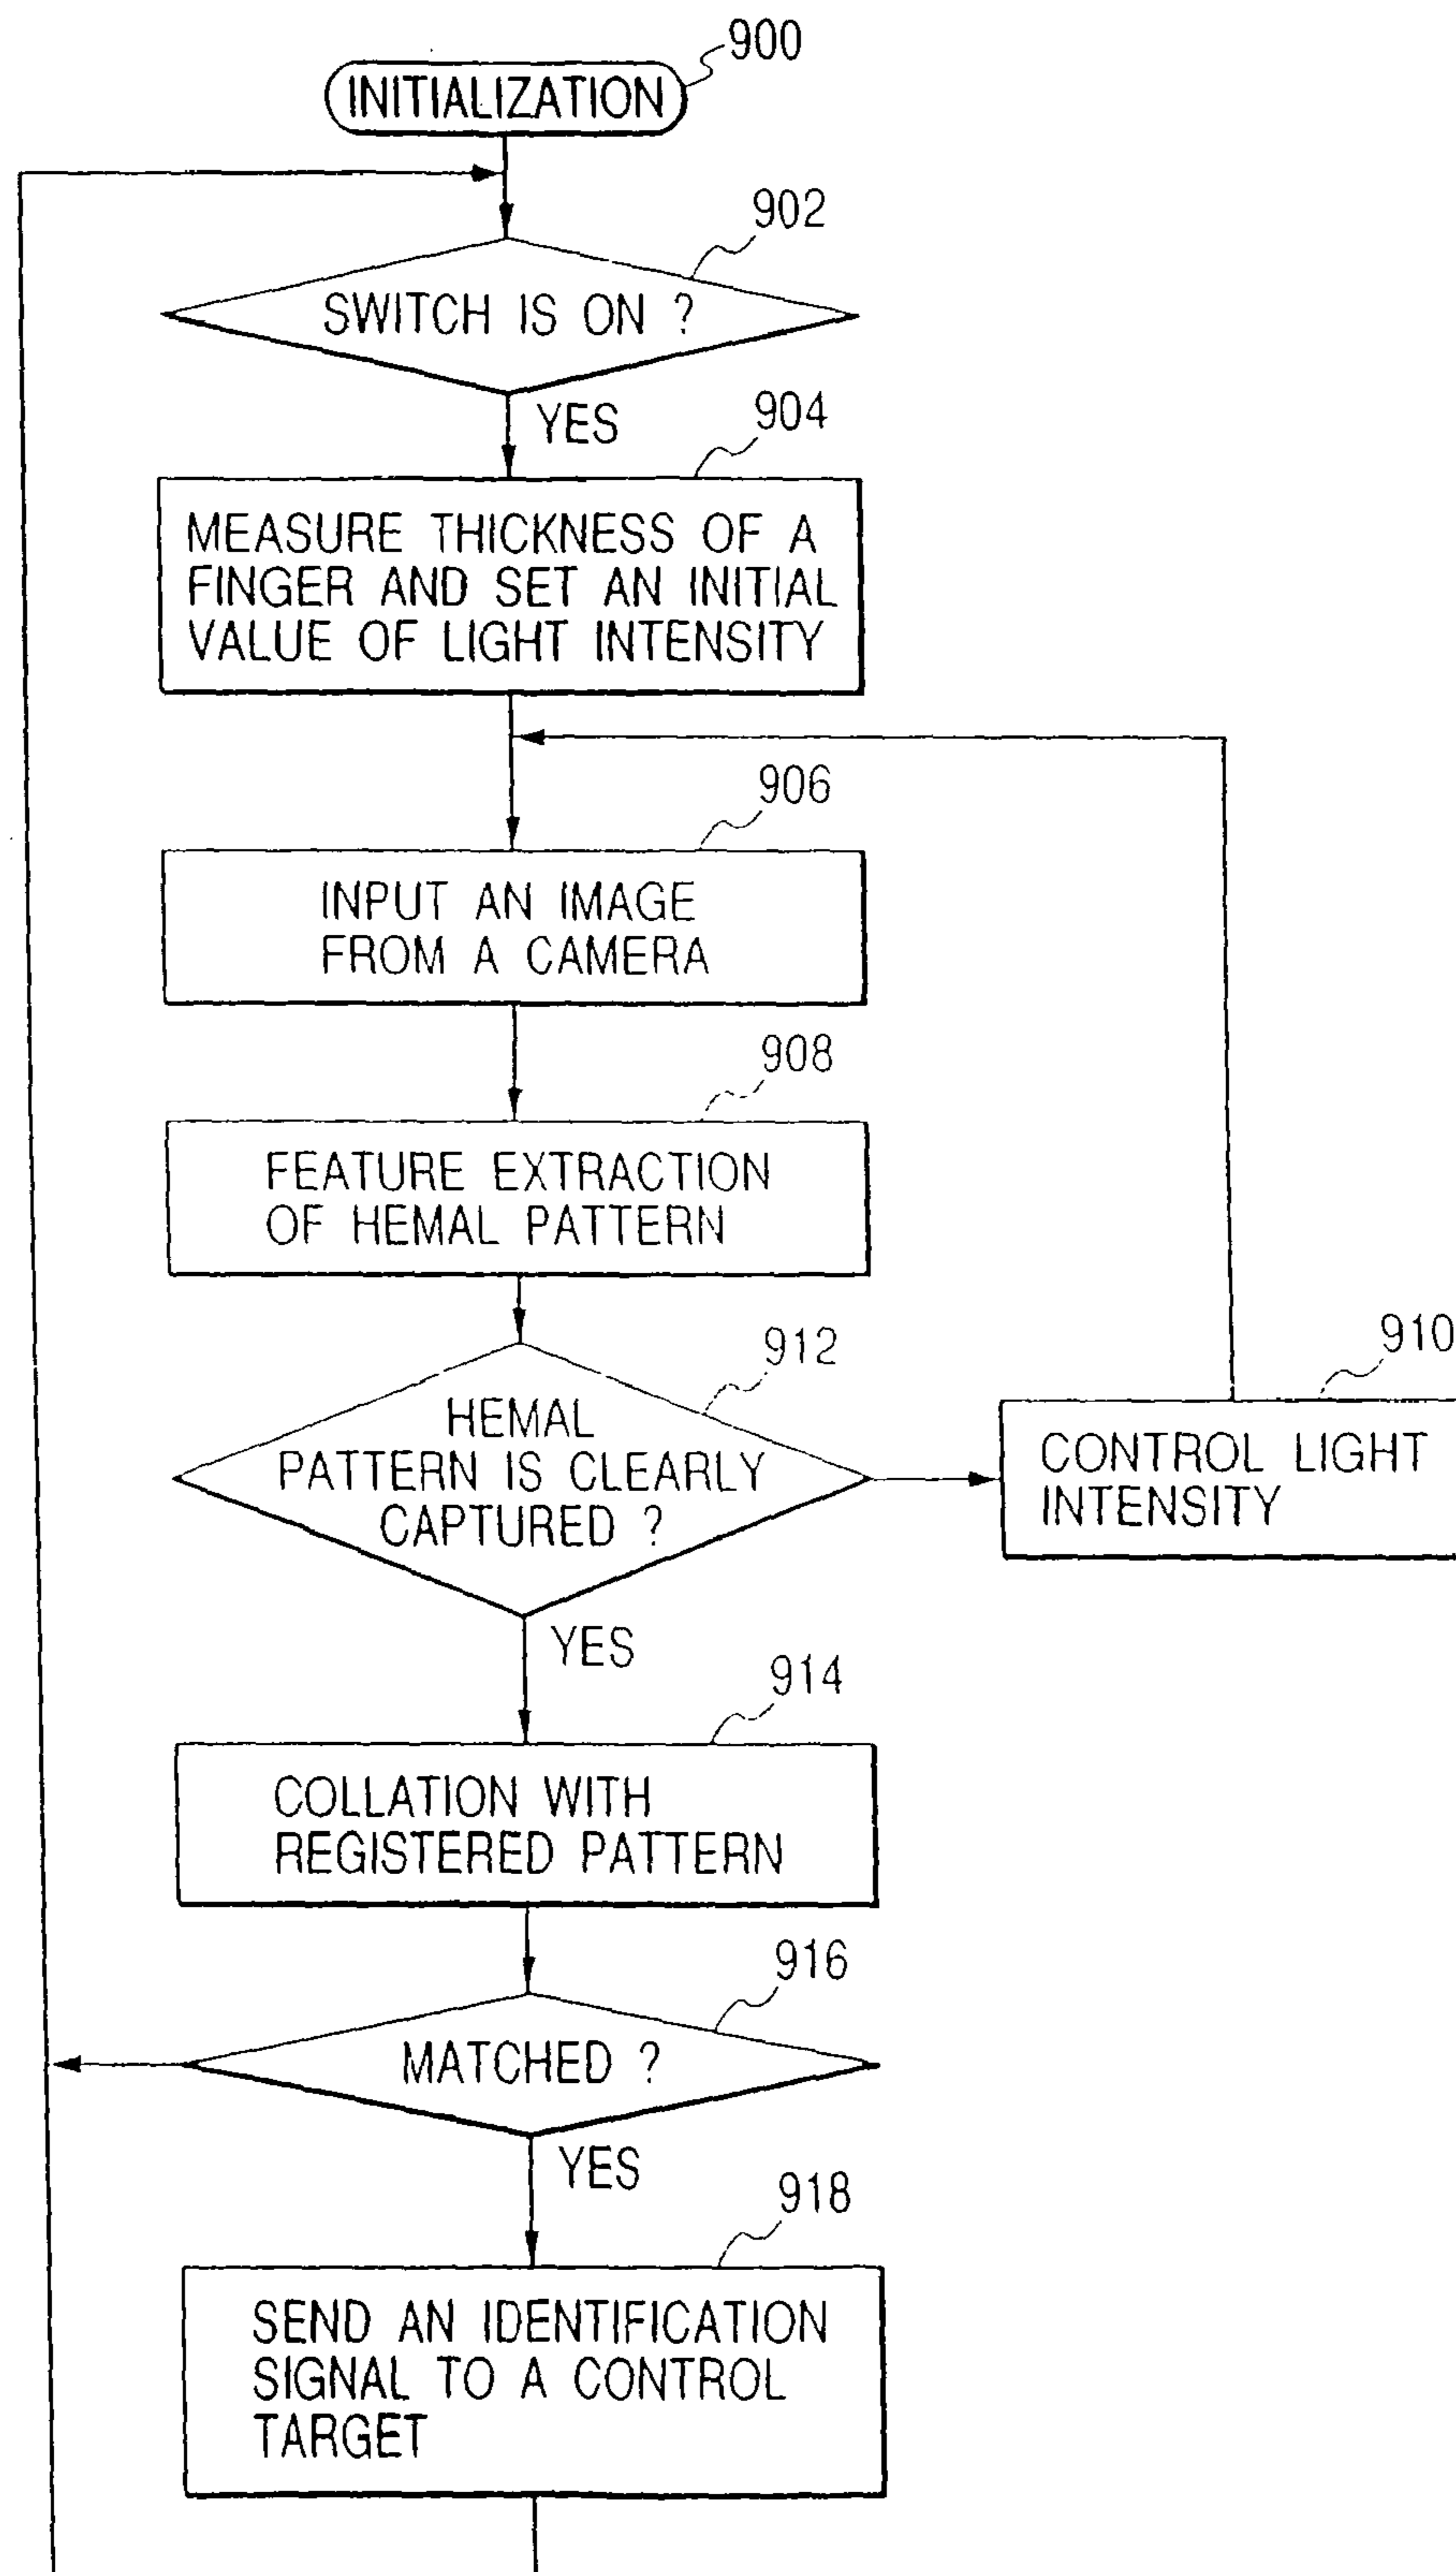 900
INITIALIZATION
902
SWITCH IS ON ?
YES
904
MEASURE THICKNESS OF A
FINGER AND SET AN INITIAL
VALUE OF LIGHT INTENSITY
906
INPUT AN IMAGE
FROM A CAMERA
908
FEATURE EXTRACTION
OF HEMAL PATTERN
912
HEMAL
PATTERN IS CLEARLY
CAPTURED ?
910
CONTROL LIGHT
INTENSITY
YES
914
COLLATION WITH
REGISTERED PATTERN
916
MATCHED ?
YES
918
SEND AN IDENTIFICATION
SIGNAL TO A CONTROL
TARGET